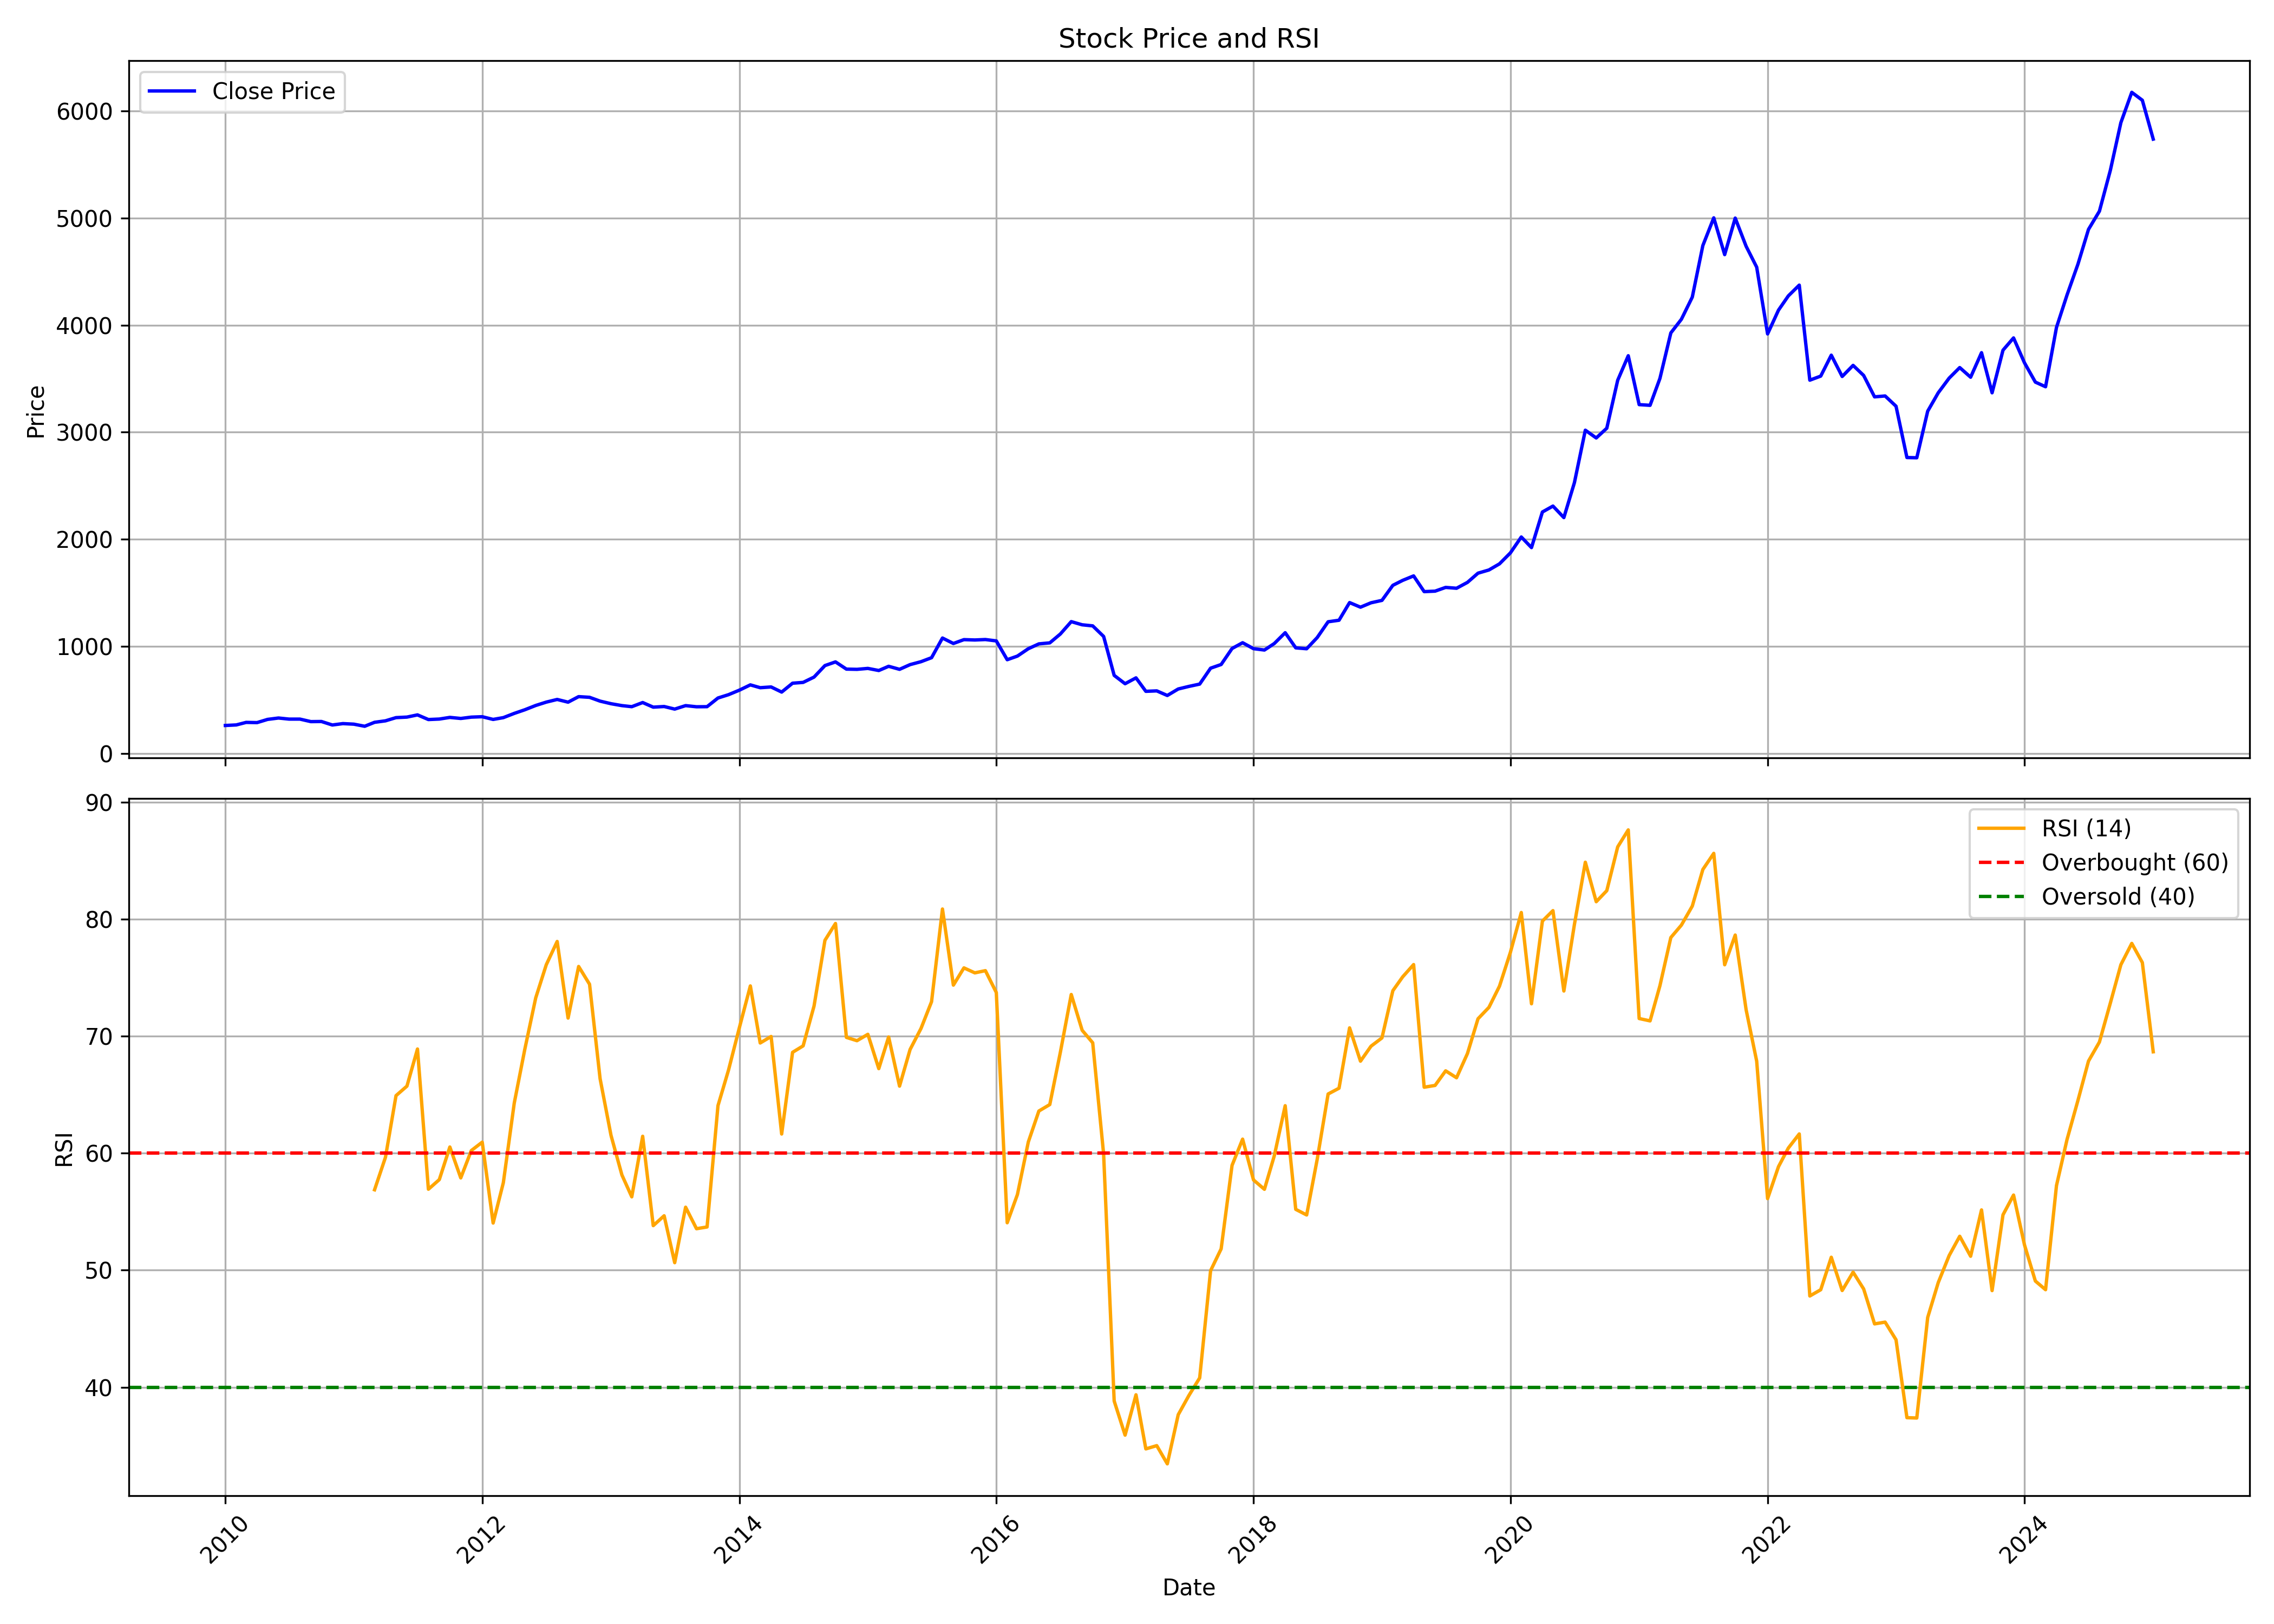 Stock Price and RSI
Close Price
6000
5000
4000
3000
2000
1000
0
Price
90
80
70
60
50
40
RSI
RSI (14)
Overbought (60)
Oversold (40)
2010
2012
2014
2016
2018
2020
2022
2024
Date